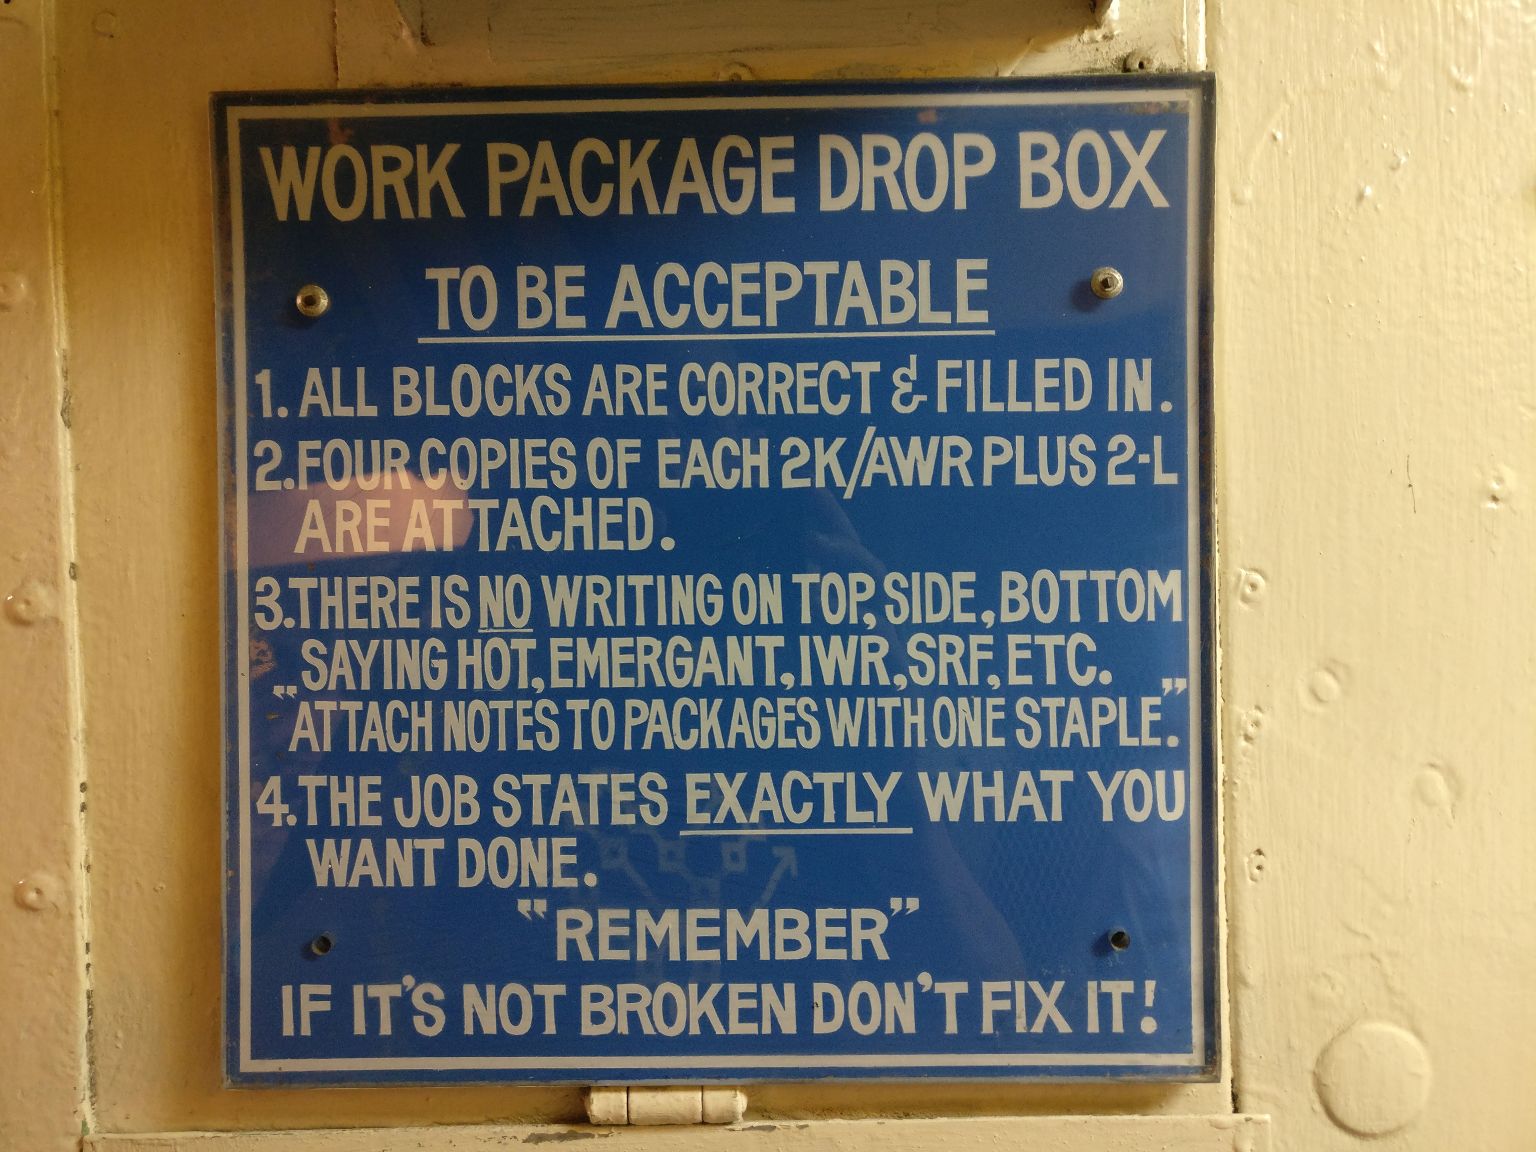 WORK PACKAGE DROP BOX
TO BE ACCEPTABLE
1. ALL BLOCKS ARE CORRECT & FILLED IN.
2. FOUR COPIES OF EACH 2K/AWR PLUS 2-L
ARE ATTACHED.
3. THERE IS NO WRITING ON TOP, SIDE, BOTTOM
SAYING HOT, EMERGANT, IWR, SRF, ETC.
"ATTACH NOTES TO PACKAGES WITH ONE STAPLE."
4. THE JOB STATES EXACTLY WHAT YOU
WANT DONE.
"REMEMBER"
IF IT'S NOT BROKEN DON'T FIX IT!